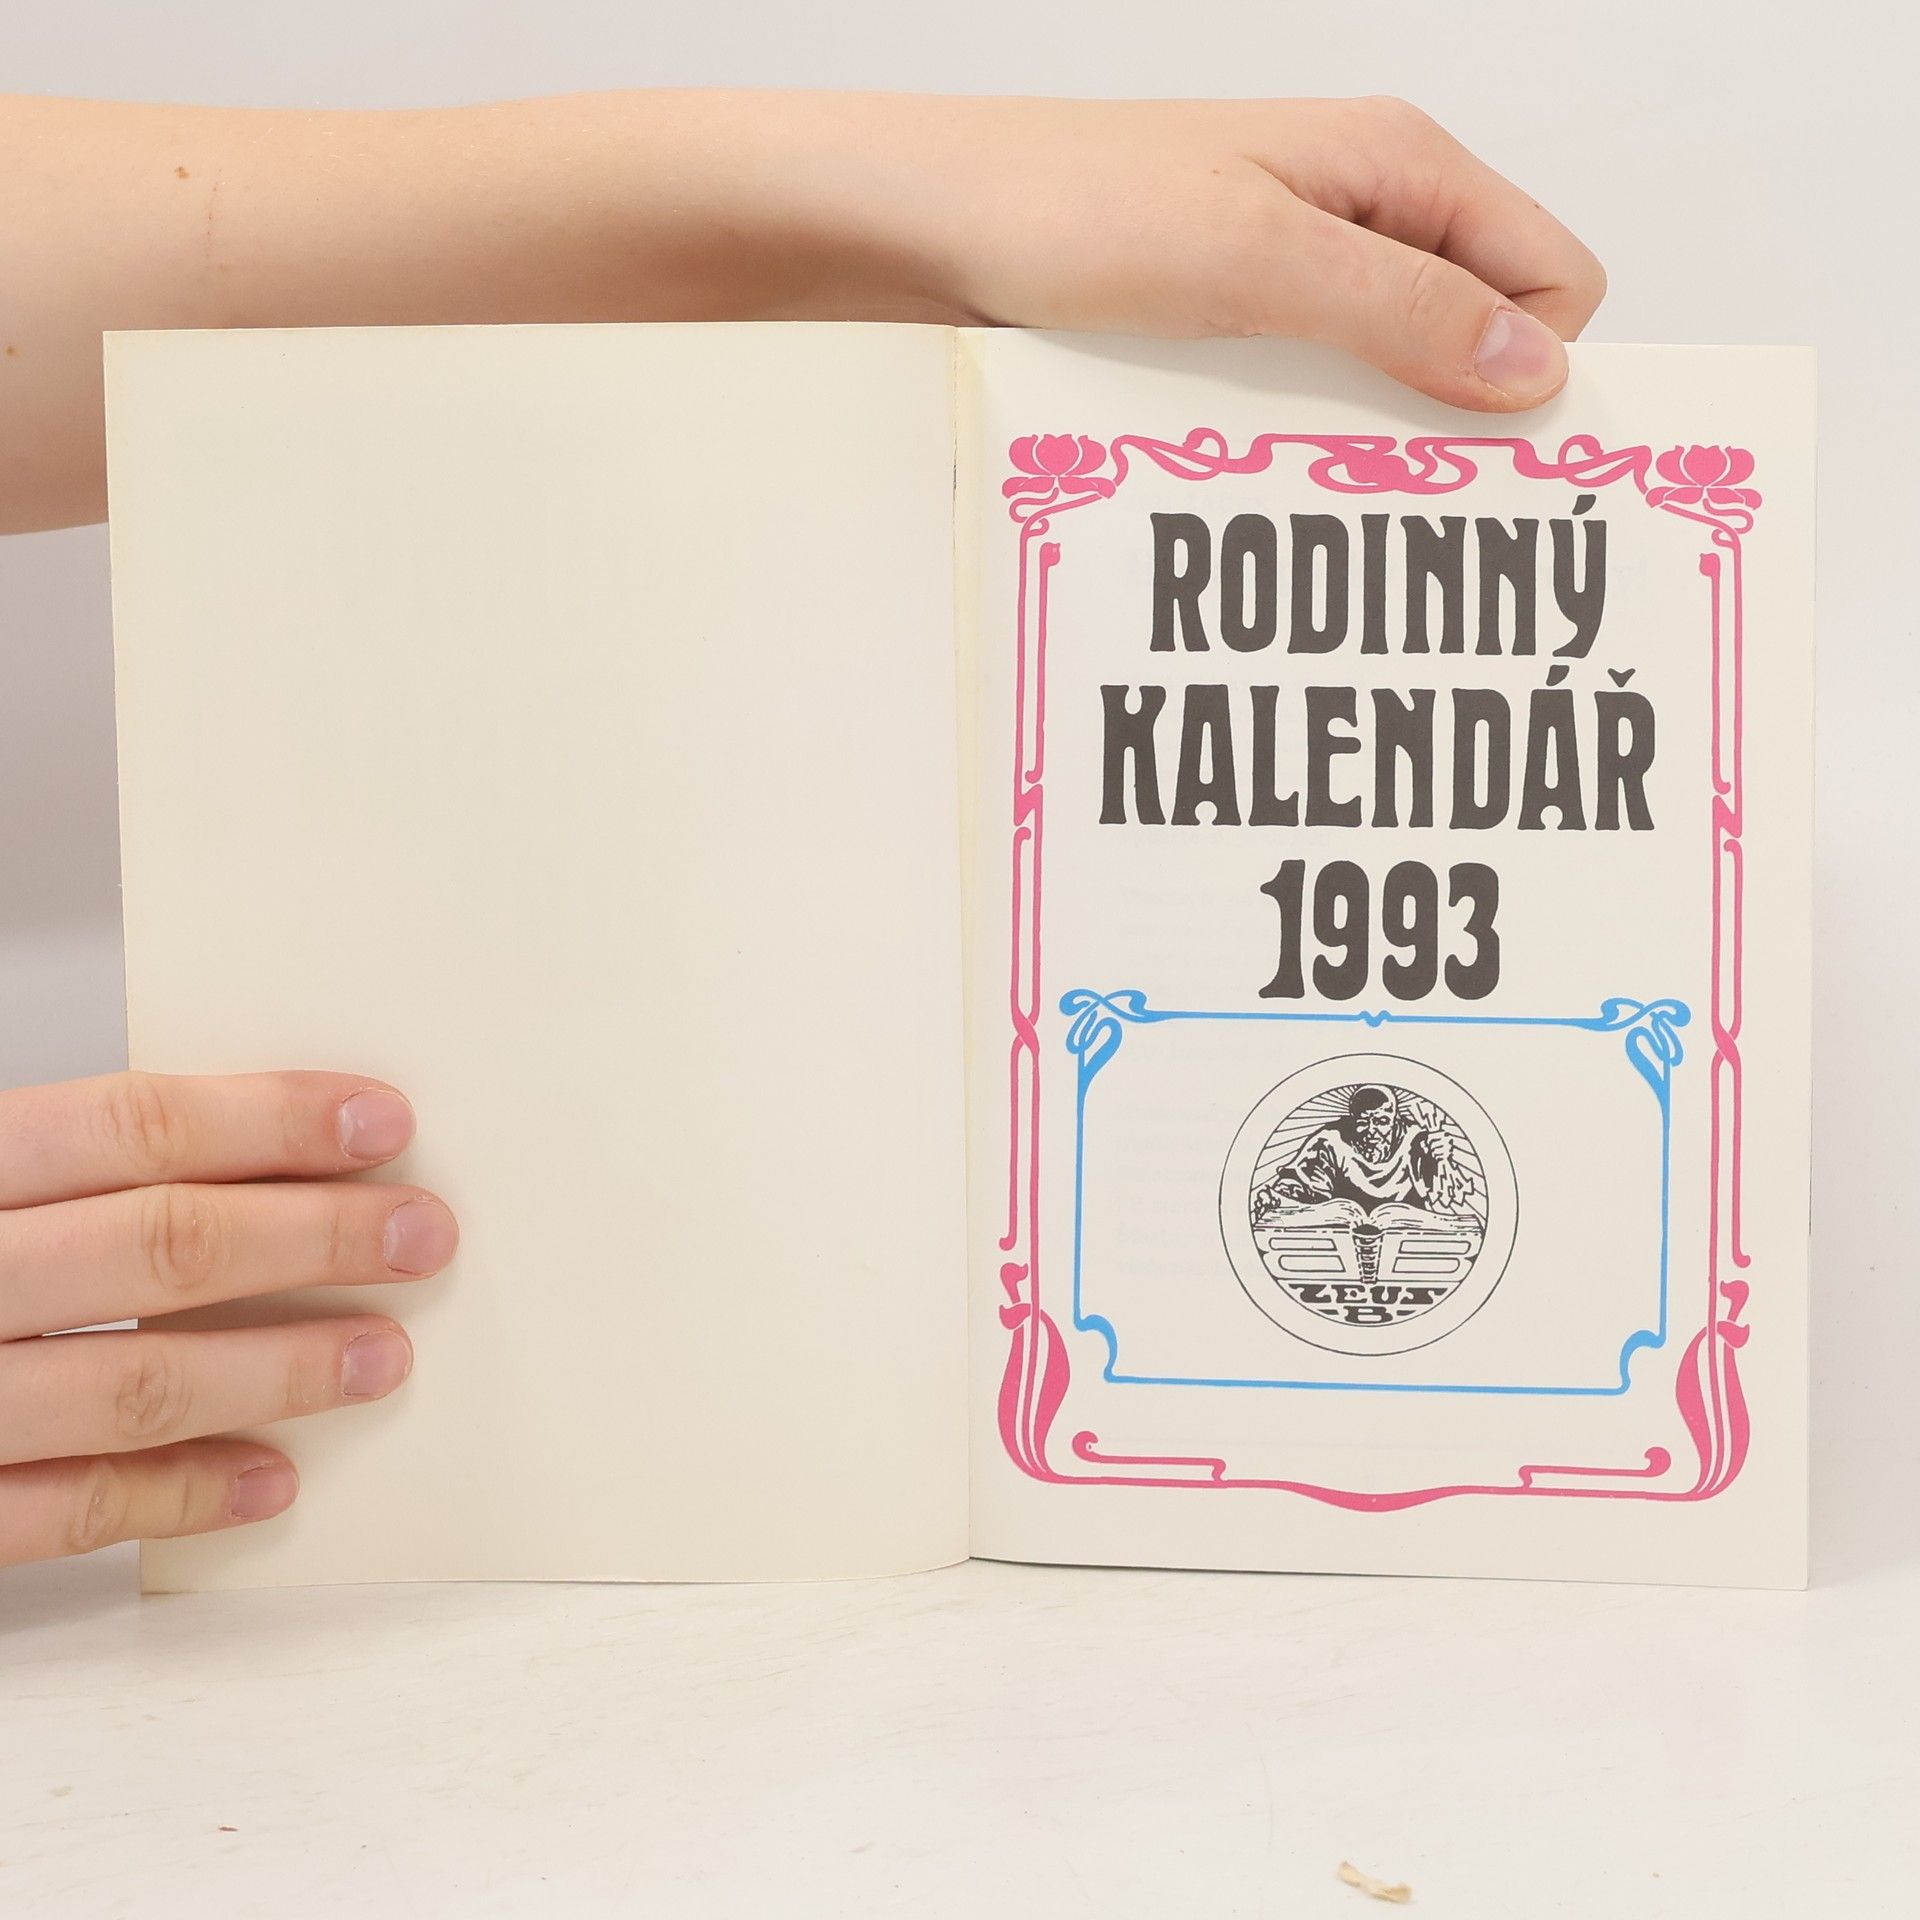 RODINNÝ
KALENDÁŘ
1993
ZEUS
B